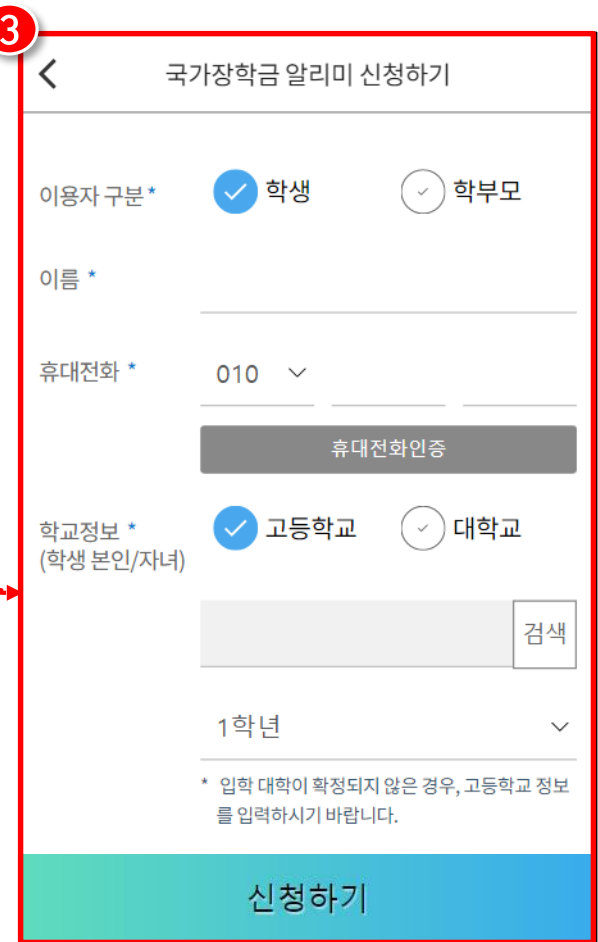 3
국가장학금 알리미 신청하기
이용자 구분 * 학생 학부모
이름 *
휴대전화 * 010
휴대전화인증
학교정보 * 고등학교 대학교
(학생 본인/자녀)
검색
1학년
* 입학 대학이 확정되지 않은 경우, 고등학교 정보
를 입력하시기 바랍니다.
신청하기